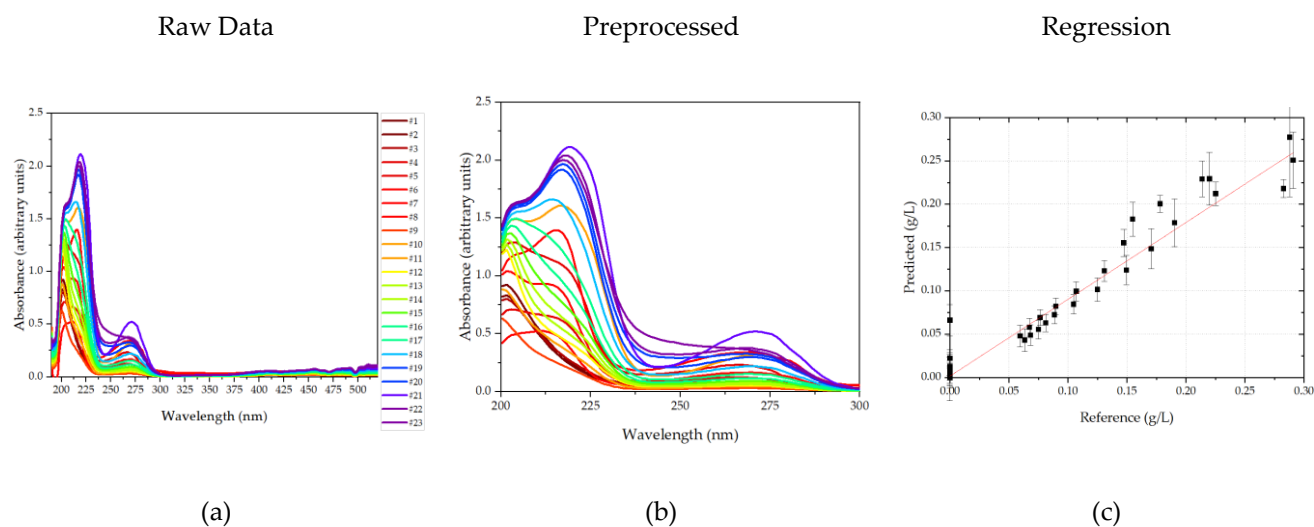 Raw Data
Preprocessed
Regression
2.5
2.0
1.5
1.0
0.5
0.0
Absorbance (arbitrary units)
200 225 250 275 300 325 350 375 400 425 450 475 500
Wavelength (nm)
#1
#2
#3
#4
#5
#6
#7
#8
#9
#10
#11
#12
#13
#14
#15
#16
#17
#18
#19
#20
#21
#22
#23
2.5
2.0
1.5
1.0
0.5
0.0
Absorbance (arbitrary units)
200 225 250 275 300
Wavelength (nm)
0.30
0.25
0.20
0.15
0.10
0.05
0.00
Predicted (g/L)
0.00 0.05 0.10 0.15 0.20 0.25 0.30
Reference (g/L)
(a)
(b)
(c)